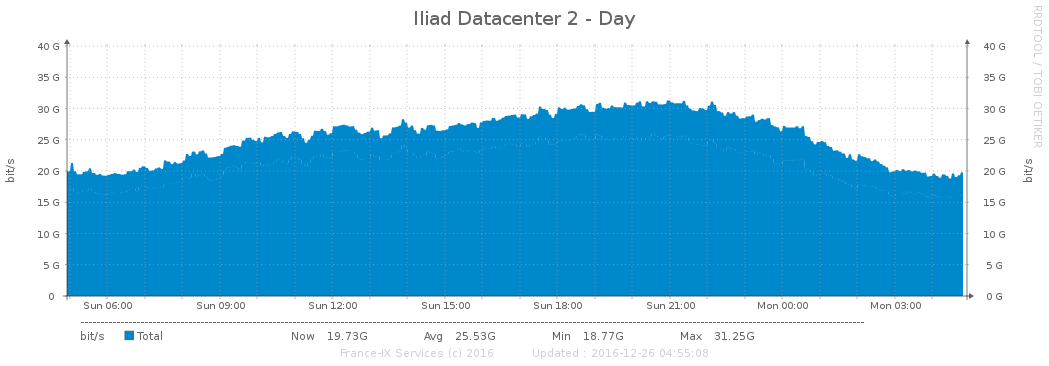 Iliad Datacenter 2 - Day
RRDTOOL / TOBI OETIKER
40 G 40 G
35 G 35 G
30 G 30 G
25 G 25 G
20 G 20 G
15 G 15 G
10 G 10 G
5 G 5 G
0 0 G
bit/s bit/s
Sun 06:00 Sun 09:00 Sun 12:00 Sun 15:00 Sun 18:00 Sun 21:00 Mon 00:00 Mon 03:00
bit/s Total Now 19.73G Avg 25.53G Min 18.77G Max 31.25G
France-IX Services (c) 2016 Updated : 2016-12-26 04:55:08